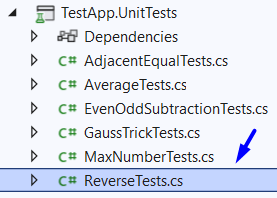 TestApp.UnitTests
Dependencies
C# AdjacentEqualTests.cs
C# AverageTests.cs
C# EvenOddSubtractionTests.cs
C# GaussTrickTests.cs
C# MaxNumberTests.cs
C# ReverseTests.cs